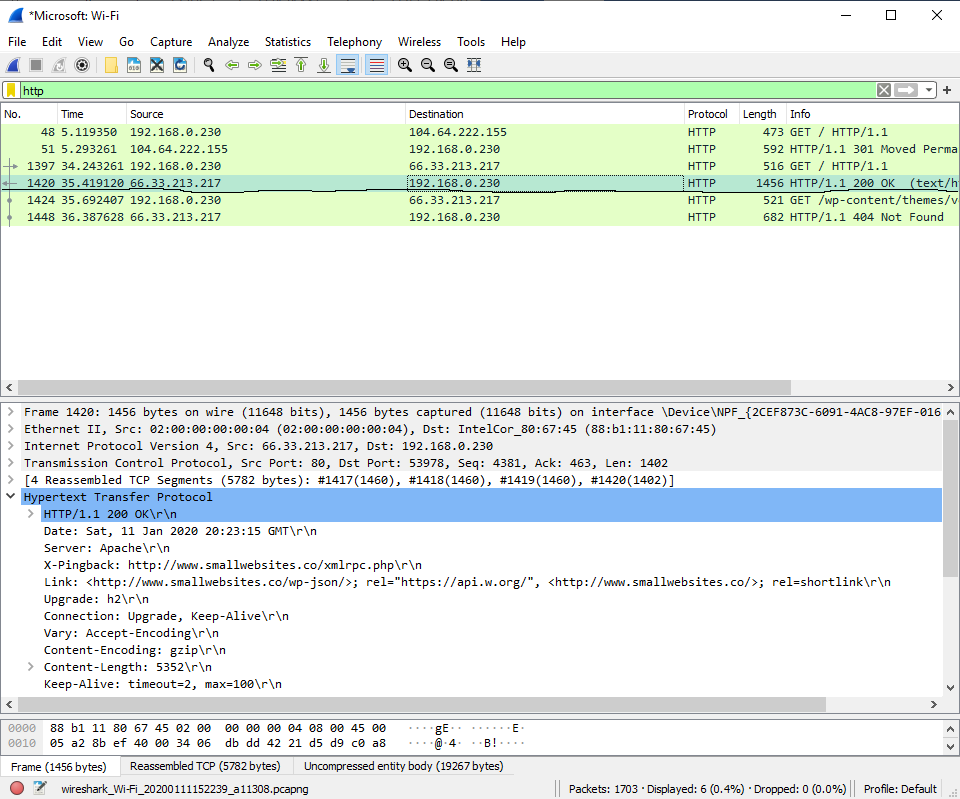 *Microsoft: Wi-Fi
File Edit View Go Capture Analyze Statistics Telephony Wireless Tools Help
http
No. Time Source Destination Protocol Length Info
48 5.119350 192.168.0.230 104.64.222.155 HTTP 473 GET / HTTP/1.1
51 5.293261 104.64.222.155 192.168.0.230 HTTP 592 HTTP/1.1 301 Moved Perma
1397 34.243261 192.168.0.230 66.33.213.217 HTTP 516 GET / HTTP/1.1
1420 35.419120 66.33.213.217 192.168.0.230 HTTP 1456 HTTP/1.1 200 OK (text/h
1424 35.692407 192.168.0.230 66.33.213.217 HTTP 521 GET /wp-content/themes/v
1448 36.387628 66.33.213.217 192.168.0.230 HTTP 682 HTTP/1.1 404 Not Found
Frame 1420: 1456 bytes on wire (11648 bits), 1456 bytes captured (11648 bits) on interface \Device\NPF_{2CEF873C-6091-4AC8-97EF-016
Ethernet II, Src: 02:00:00:00:00:04 (02:00:00:00:00:04), Dst: IntelCor_80:67:45 (88:b1:11:80:67:45)
Internet Protocol Version 4, Src: 66.33.213.217, Dst: 192.168.0.230
Transmission Control Protocol, Src Port: 80, Dst Port: 53978, Seq: 4381, Ack: 463, Len: 1402
[4 Reassembled TCP Segments (5782 bytes): #1417(1460), #1418(1460), #1419(1460), #1420(1402)]
Hypertext Transfer Protocol
HTTP/1.1 200 OK\r\n
Date: Sat, 11 Jan 2020 20:23:15 GMT\r\n
Server: Apache\r\n
X-Pingback: http://www.smallwebsites.co/xmlrpc.php\r\n
Link: <http://www.smallwebsites.co/wp-json/>; rel="https://api.w.org/", <http://www.smallwebsites.co/>; rel=shortlink\r\n
Upgrade: h2\r\n
Connection: Upgrade, Keep-Alive\r\n
Vary: Accept-Encoding\r\n
Content-Encoding: gzip\r\n
Content-Length: 5352\r\n
Keep-Alive: timeout=2, max=100\r\n
0000 88 b1 11 80 67 45 02 00 00 00 00 04 08 00 45 00 ····gE·· ······E·
0010 05 a2 8b ef 40 00 34 06 db dd 42 21 d5 d9 c0 a8 ····@·4· ··B!····
Frame (1456 bytes) Reassembled TCP (5782 bytes) Uncompressed entity body (19267 bytes)
wireshark_Wi-Fi_20200111152239_a11308.pcapng Packets: 1703 · Displayed: 6 (0.4%) · Dropped: 0 (0.0%) Profile: Default